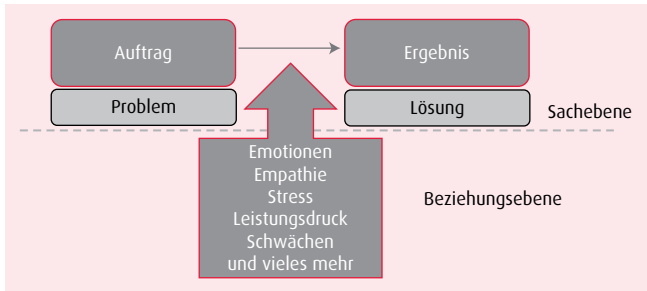 Auftrag
Ergebnis
Problem
Lösung
Sachebene
Emotionen
Empathie
Stress
Leistungsdruck
Schwächen
und vieles mehr
Beziehungsebene